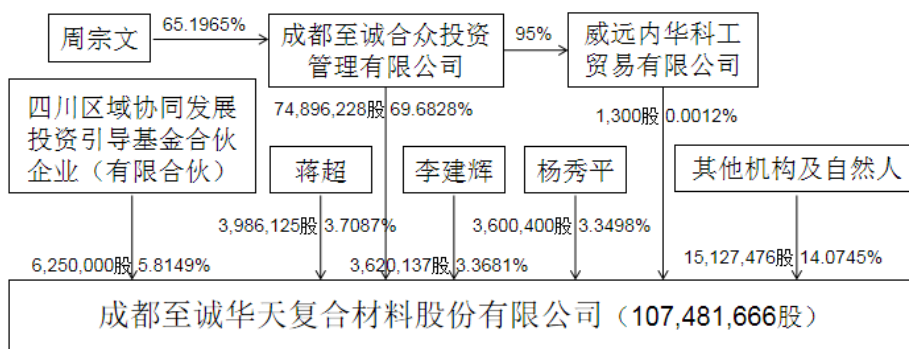 周宗文
65.1965%
成都至诚合众投资
管理有限公司
95%
威远内华科工
贸易有限公司
四川区域协同发展
投资引导基金合伙
企业（有限合伙）
74,896,228股 69.6828%
1,300股 0.0012%
蒋超
李建辉
杨秀平
其他机构及自然人
3,986,125股 3.7087%
3,600,400股 3.3498%
6,250,000股 5.8149%
3,620,137股 3.3681%
15,127,476股 14.0745%
成都至诚华天复合材料股份有限公司（107,481,666股）